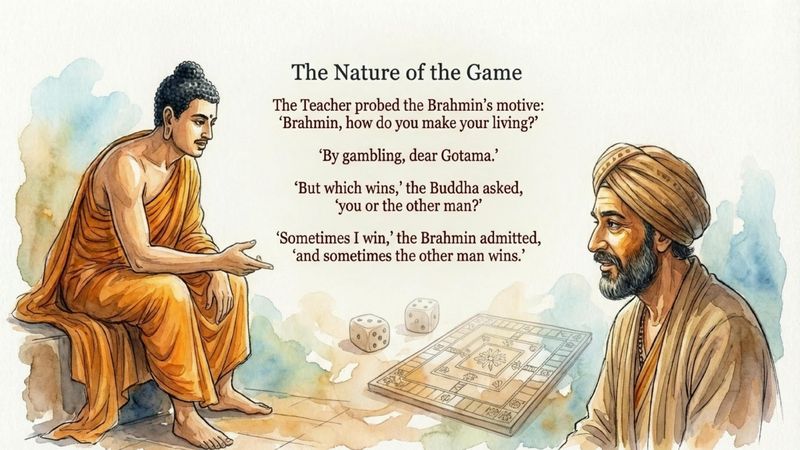 The Nature of the Game
The Teacher probed the Brahmin’s motive:
‘Brahmin, how do you make your living?’
‘By gambling, dear Gotama.’
‘But which wins,’ the Buddha asked,
‘you or the other man?’
‘Sometimes I win,’ the Brahmin admitted,
‘and sometimes the other man wins.’